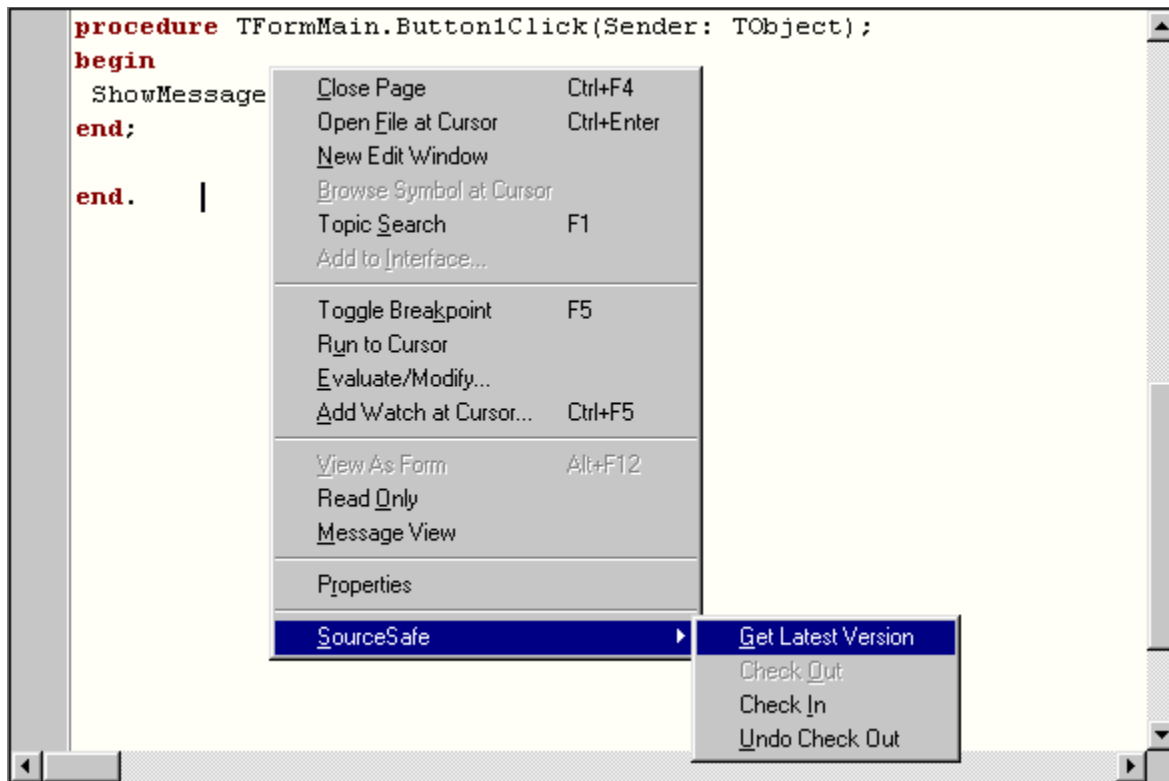 procedure TFormMain.Button1Click(Sender: TObject);
begin
ShowMessage
end;
end.
Close Page Ctrl+F4
Open File at Cursor Ctrl+Enter
New Edit Window
Browse Symbol at Cursor
Topic Search F1
Add to Interface...
Toggle Breakpoint F5
Run to Cursor
Evaluate/Modify...
Add Watch at Cursor... Ctrl+F5
View As Form Alt+F12
Read Only
Message View
Properties
SourceSafe
Get Latest Version
Check Out
Check In
Undo Check Out